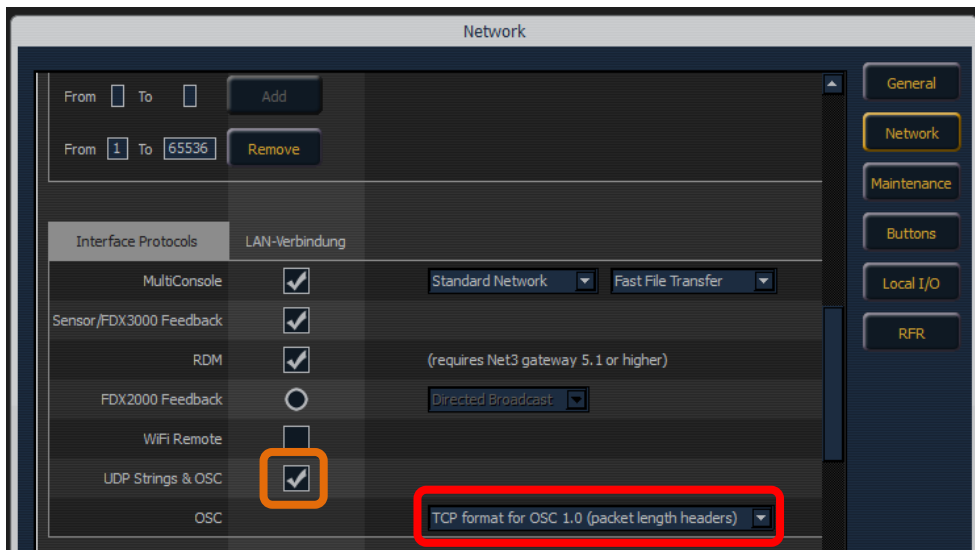 Network
From To Add
From 1 To 65536 Remove
Interface Protocols LAN-Verbindung
MultiConsole Standard Network Fast File Transfer
Sensor/FDX3000 Feedback
RDM (requires Net3 gateway 5.1 or higher)
FDX2000 Feedback Directed Broadcast
WiFi Remote
UDP Strings & OSC
OSC TCP format for OSC 1.0 (packet length headers)
General
Network
Maintenance
Buttons
Local I/O
RFR